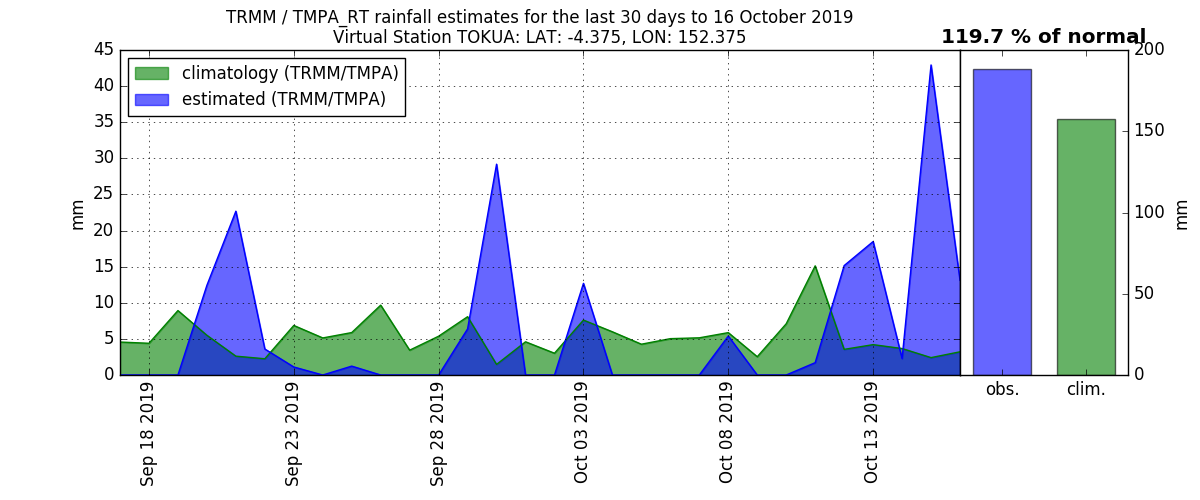 TRMM / TMPA_RT rainfall estimates for the last 30 days to 16 October 2019
Virtual Station TOKUA: LAT: -4.375, LON: 152.375
119.7 % of normal
climatology (TRMM/TMPA)
estimated (TRMM/TMPA)
45
40
35
30
25
20
15
10
5
0
mm
Sep 18 2019
Sep 23 2019
Sep 28 2019
Oct 03 2019
Oct 08 2019
Oct 13 2019
200
150
100
50
0
mm
obs.
clim.